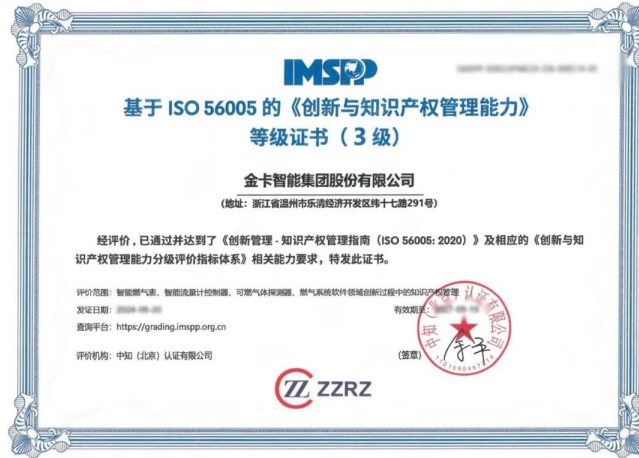 IMSPP
基于 ISO 56005 的《创新与知识产权管理能力》
等级证书（3 级）
金卡智能集团股份有限公司
(地址：浙江省温州市乐清经济开发区纬十七路291号)
经评价，已通过并达到了《创新管理 - 知识产权管理指南（ISO 56005: 2020）》及相应的《创新与知
识产权管理能力分级评价指标体系》相关能力要求，特发此证书。
评价范围：智能燃气表、智能流量计控制器、可燃气体探测器、燃气系统软件领域创新过程中的知识产权管理
发证日期：
有效期至：
查询平台：https://grading.imspp.org.cn
评价机构：中知（北京）认证有限公司
(签章)
中知（北京）认证有限公司
ZZRZ